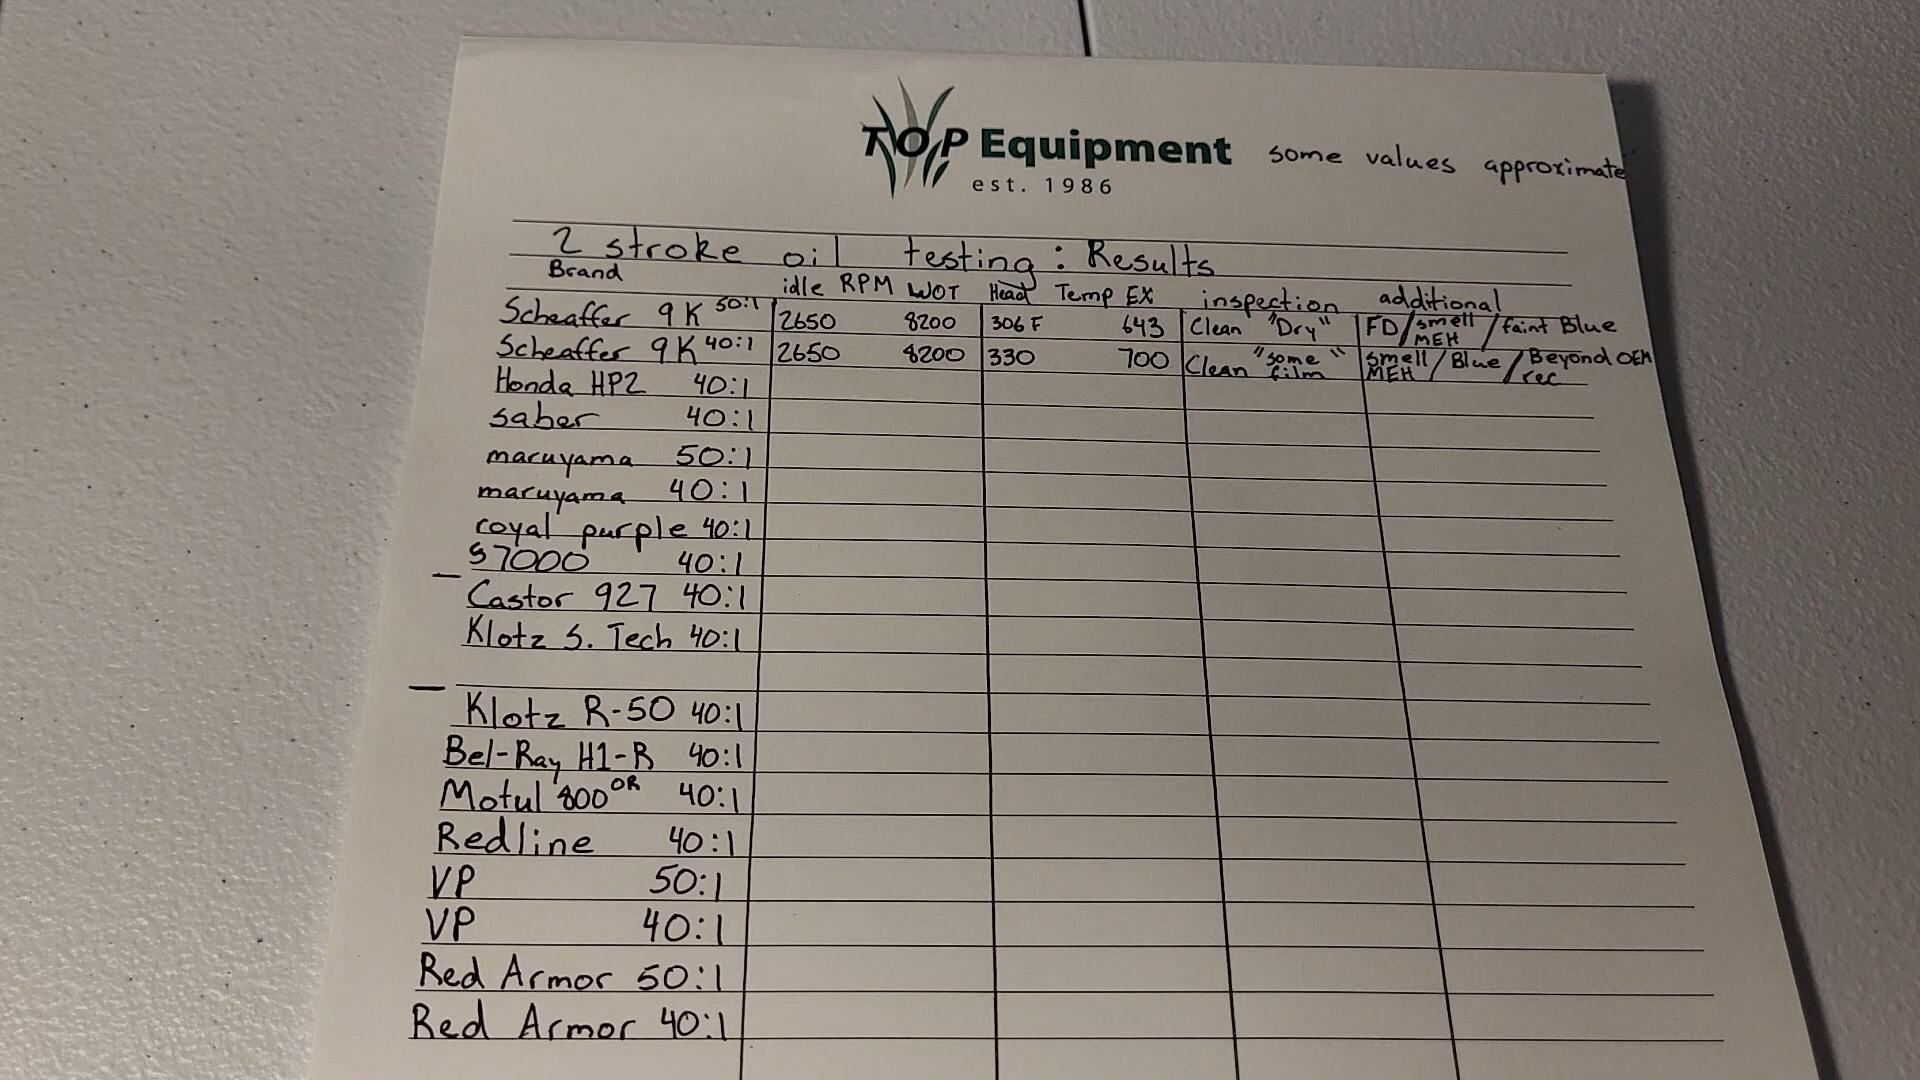 TOP Equipment some values approximate
est. 1986
2 stroke oil testing: Results
Brand idle RPM WOT Head Temp EX inspection additional
Scheaffer 9K 50:1 2650 8200 306 F 643 Clean "Dry" FD/smell MEH/faint Blue
Scheaffer 9K 40:1 2650 8200 330 700 Clean "some film" smell MEH/Blue/Beyond OEM rec
Honda HP2 40:1
saber 40:1
maruyama 50:1
maruyama 40:1
royal purple 40:1
S7000 40:1
Castor 927 40:1
Klotz S. Tech 40:1
Klotz R-50 40:1
Bel-Ray H1-R 40:1
Motul 800 OR 40:1
Redline 40:1
VP 50:1
VP 40:1
Red Armor 50:1
Red Armor 40:1